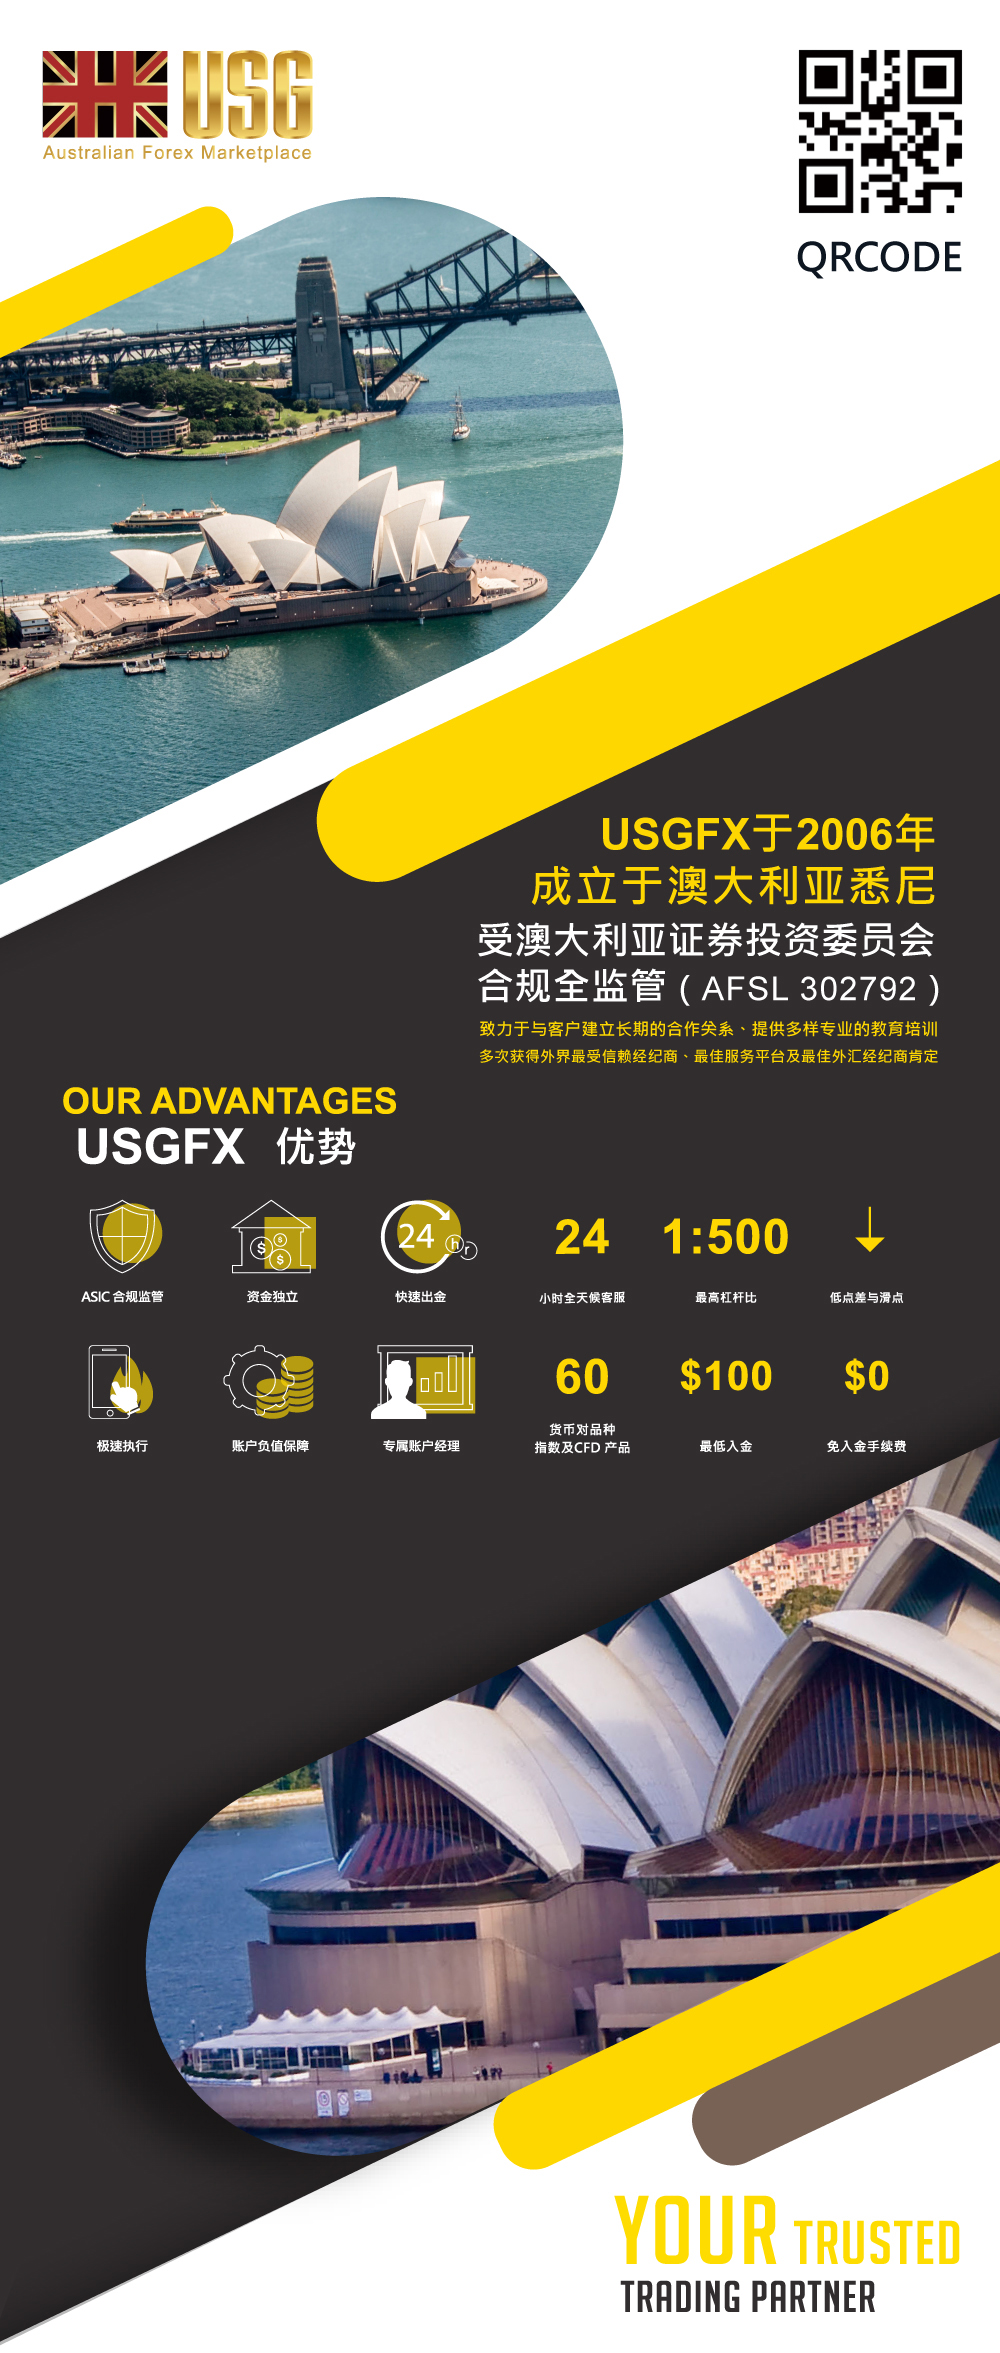 USG
Australian Forex Marketplace
QRCODE
USGFX于2006年
成立于澳大利亚悉尼
受澳大利亚证券投资委员会
合规全监管（AFSL 302792）
致力于与客户建立长期的合作关系、提供多样专业的教育培训
多次获得外界最受信赖经纪商、最佳服务平台及最佳外汇经纪商肯定
OUR ADVANTAGES
USGFX 优势
24 hr
24
1:500
ASIC 合规监管
资金独立
快速出金
小时全天候客服
最高杠杆比
低点差与滑点
60
$100
$0
货币对品种
极速执行
账户负值保障
专属账户经理
指数及CFD 产品
最低入金
免入金手续费
YOUR TRUSTED
TRADING PARTNER